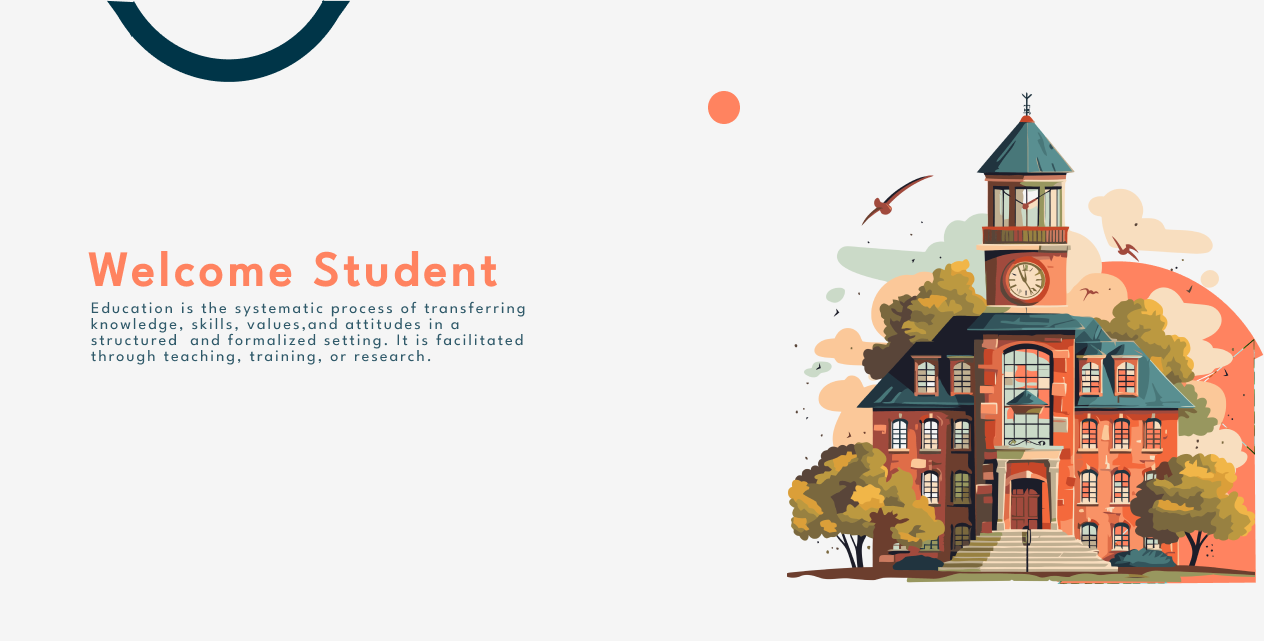 Welcome Student
Education is the systematic process of transferring
knowledge, skills, values,and attitudes in a
structured  and formalized setting. It is facilitated
through teaching, training, or research.